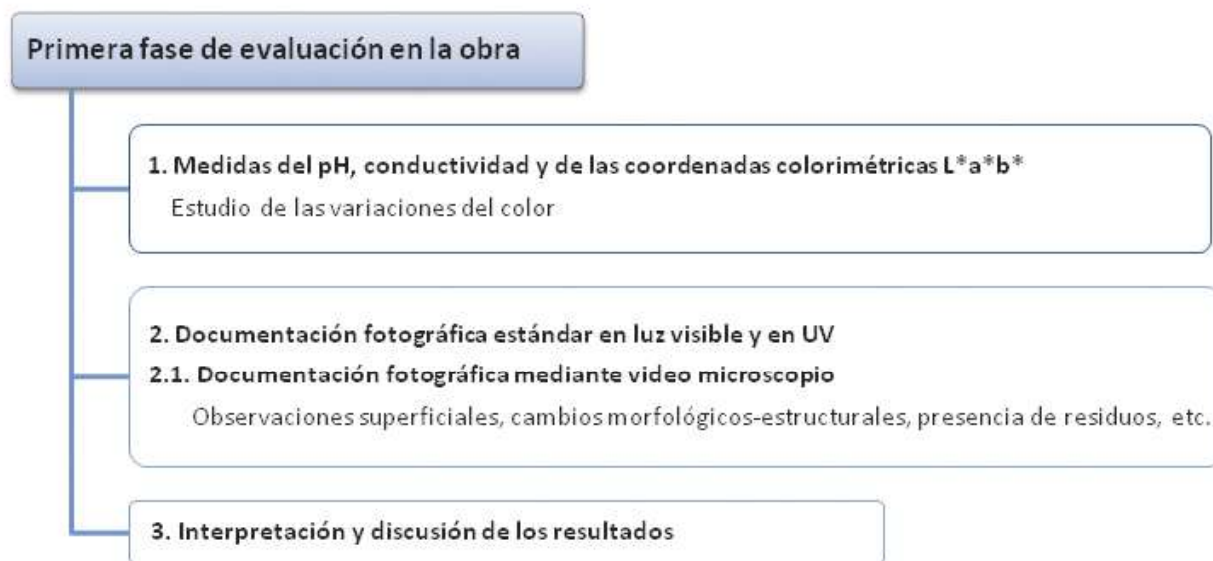 Primera fase de evaluación en la obra
1. Medidas del pH, conductividad y de las coordenadas colorimétricas L*a*b*
Estudio de las variaciones del color
2. Documentación fotográfica estándar en luz visible y en UV
2.1. Documentación fotográfica mediante video microscopio
Observaciones superficiales, cambios morfológicos-estructurales, presencia de residuos, etc.
3. Interpretación y discusión de los resultados